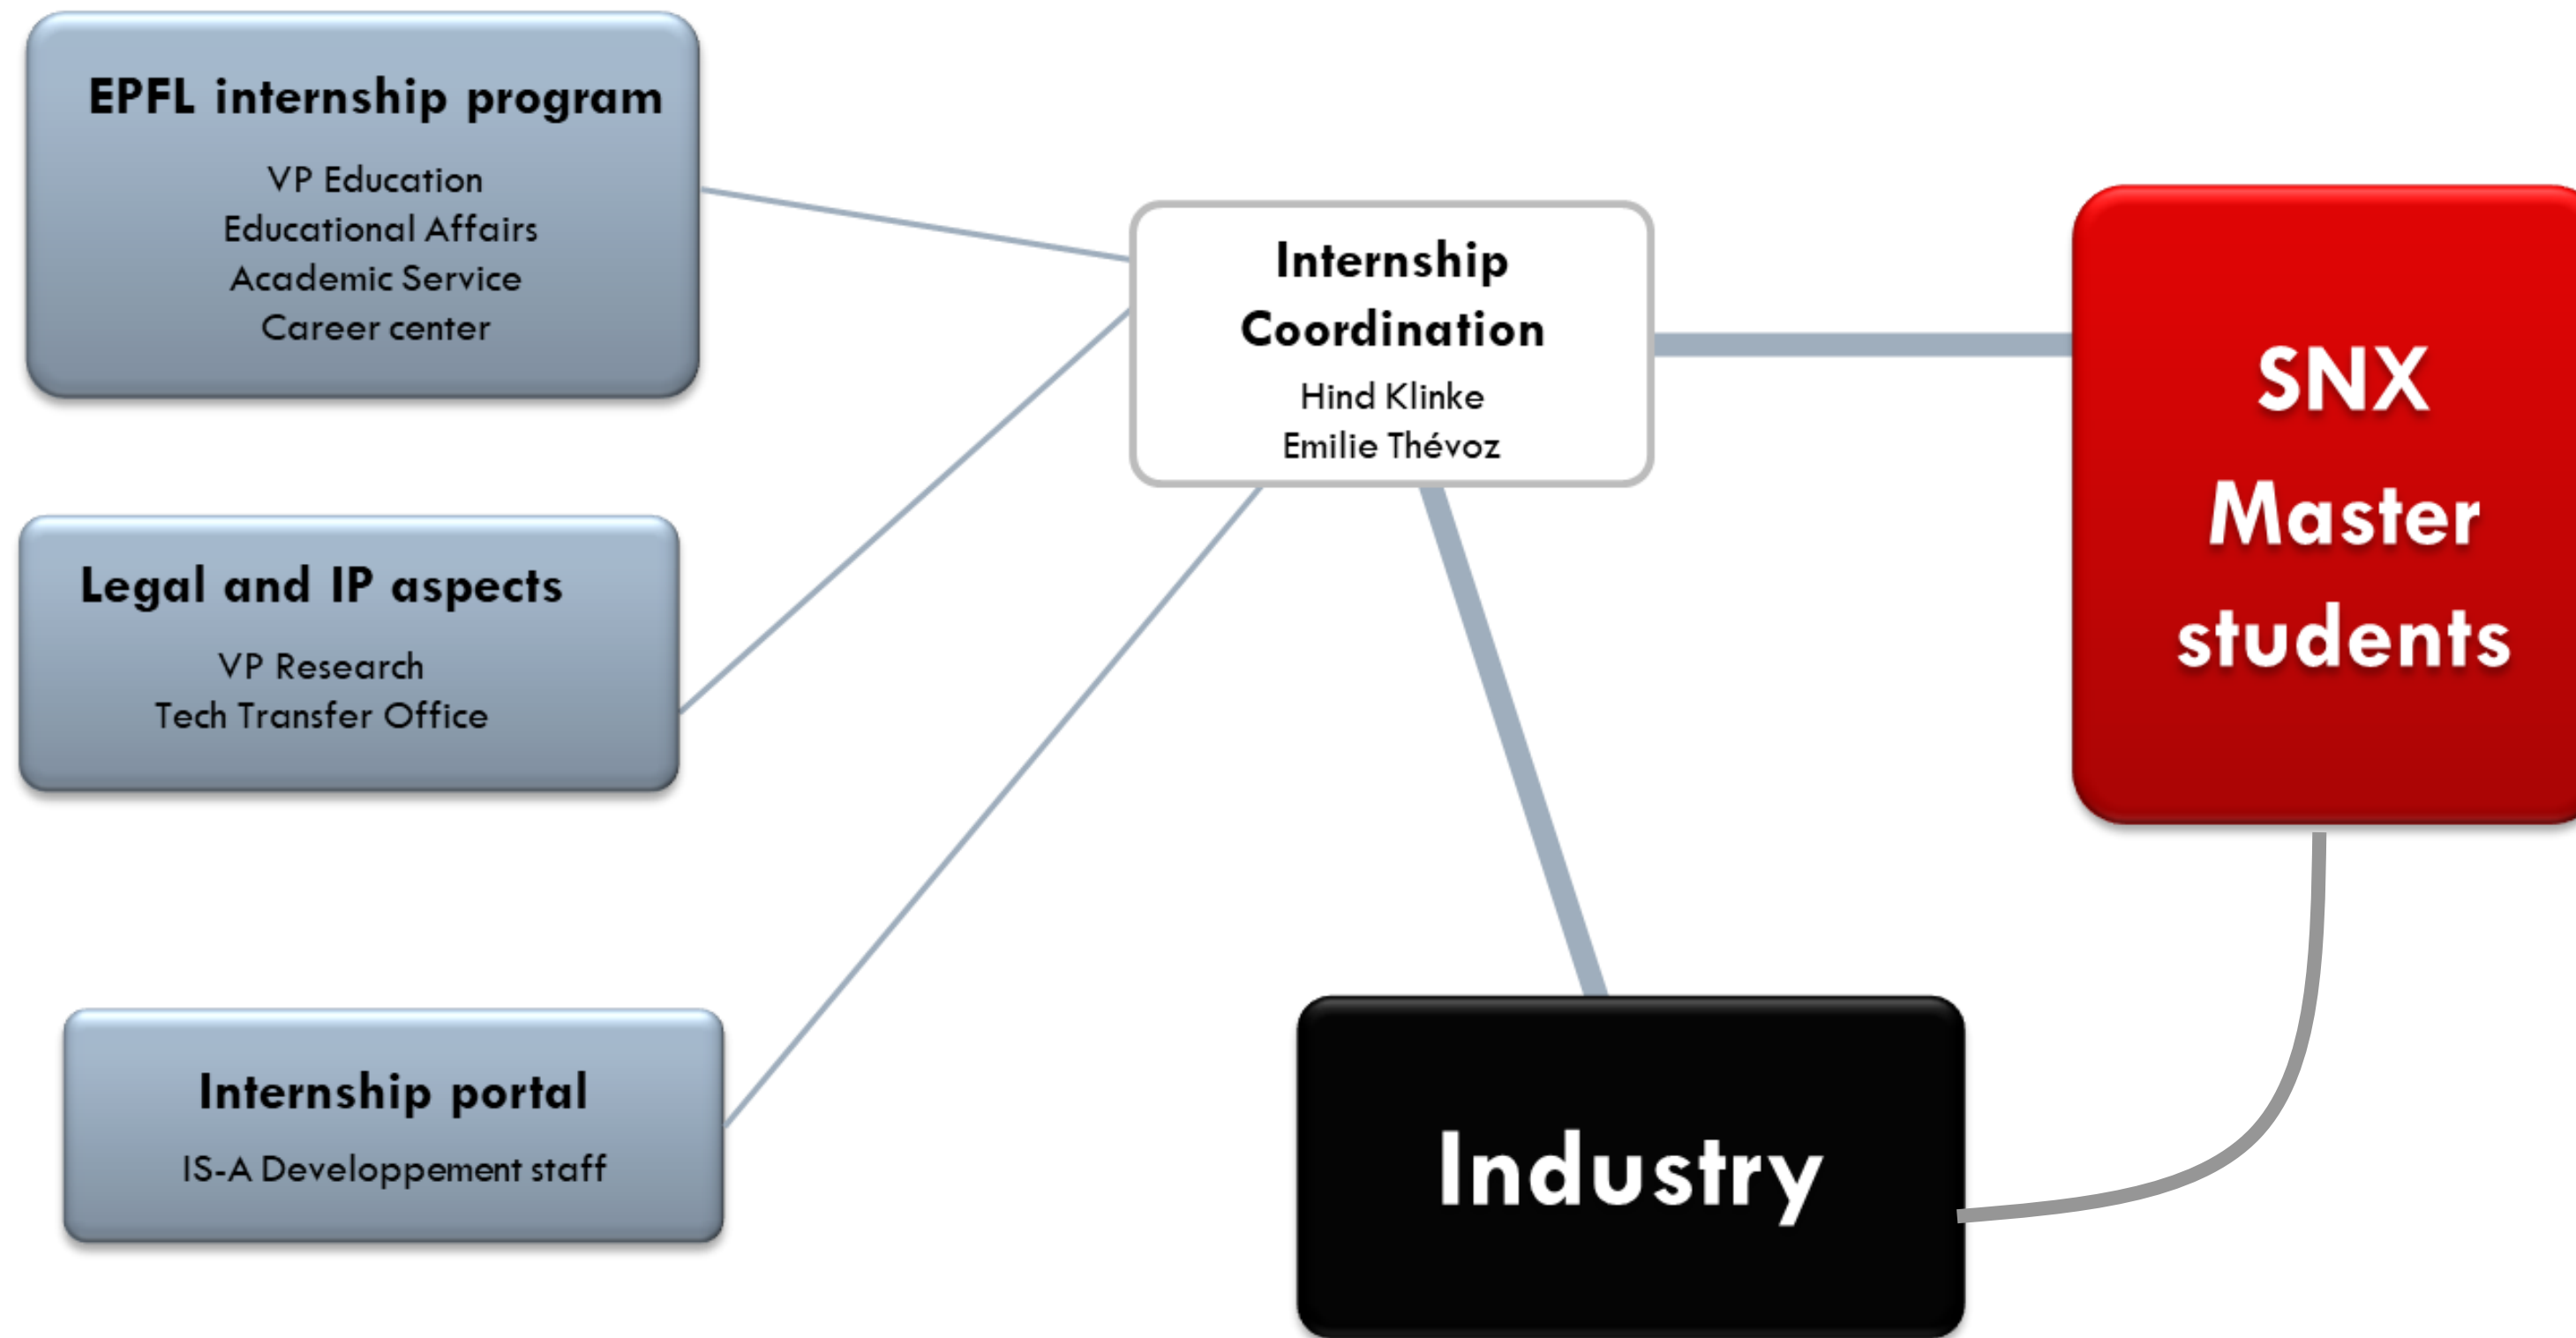 EPFL internship program
VP Education
Educational Affairs
Academic Service
Career center
Legal and IP aspects
VP Research
Tech Transfer Office
Internship portal
IS-A Developpement staff
Internship
Coordination
Hind Klinke
Emilie Thévoz
SNX
Master
students
Industry